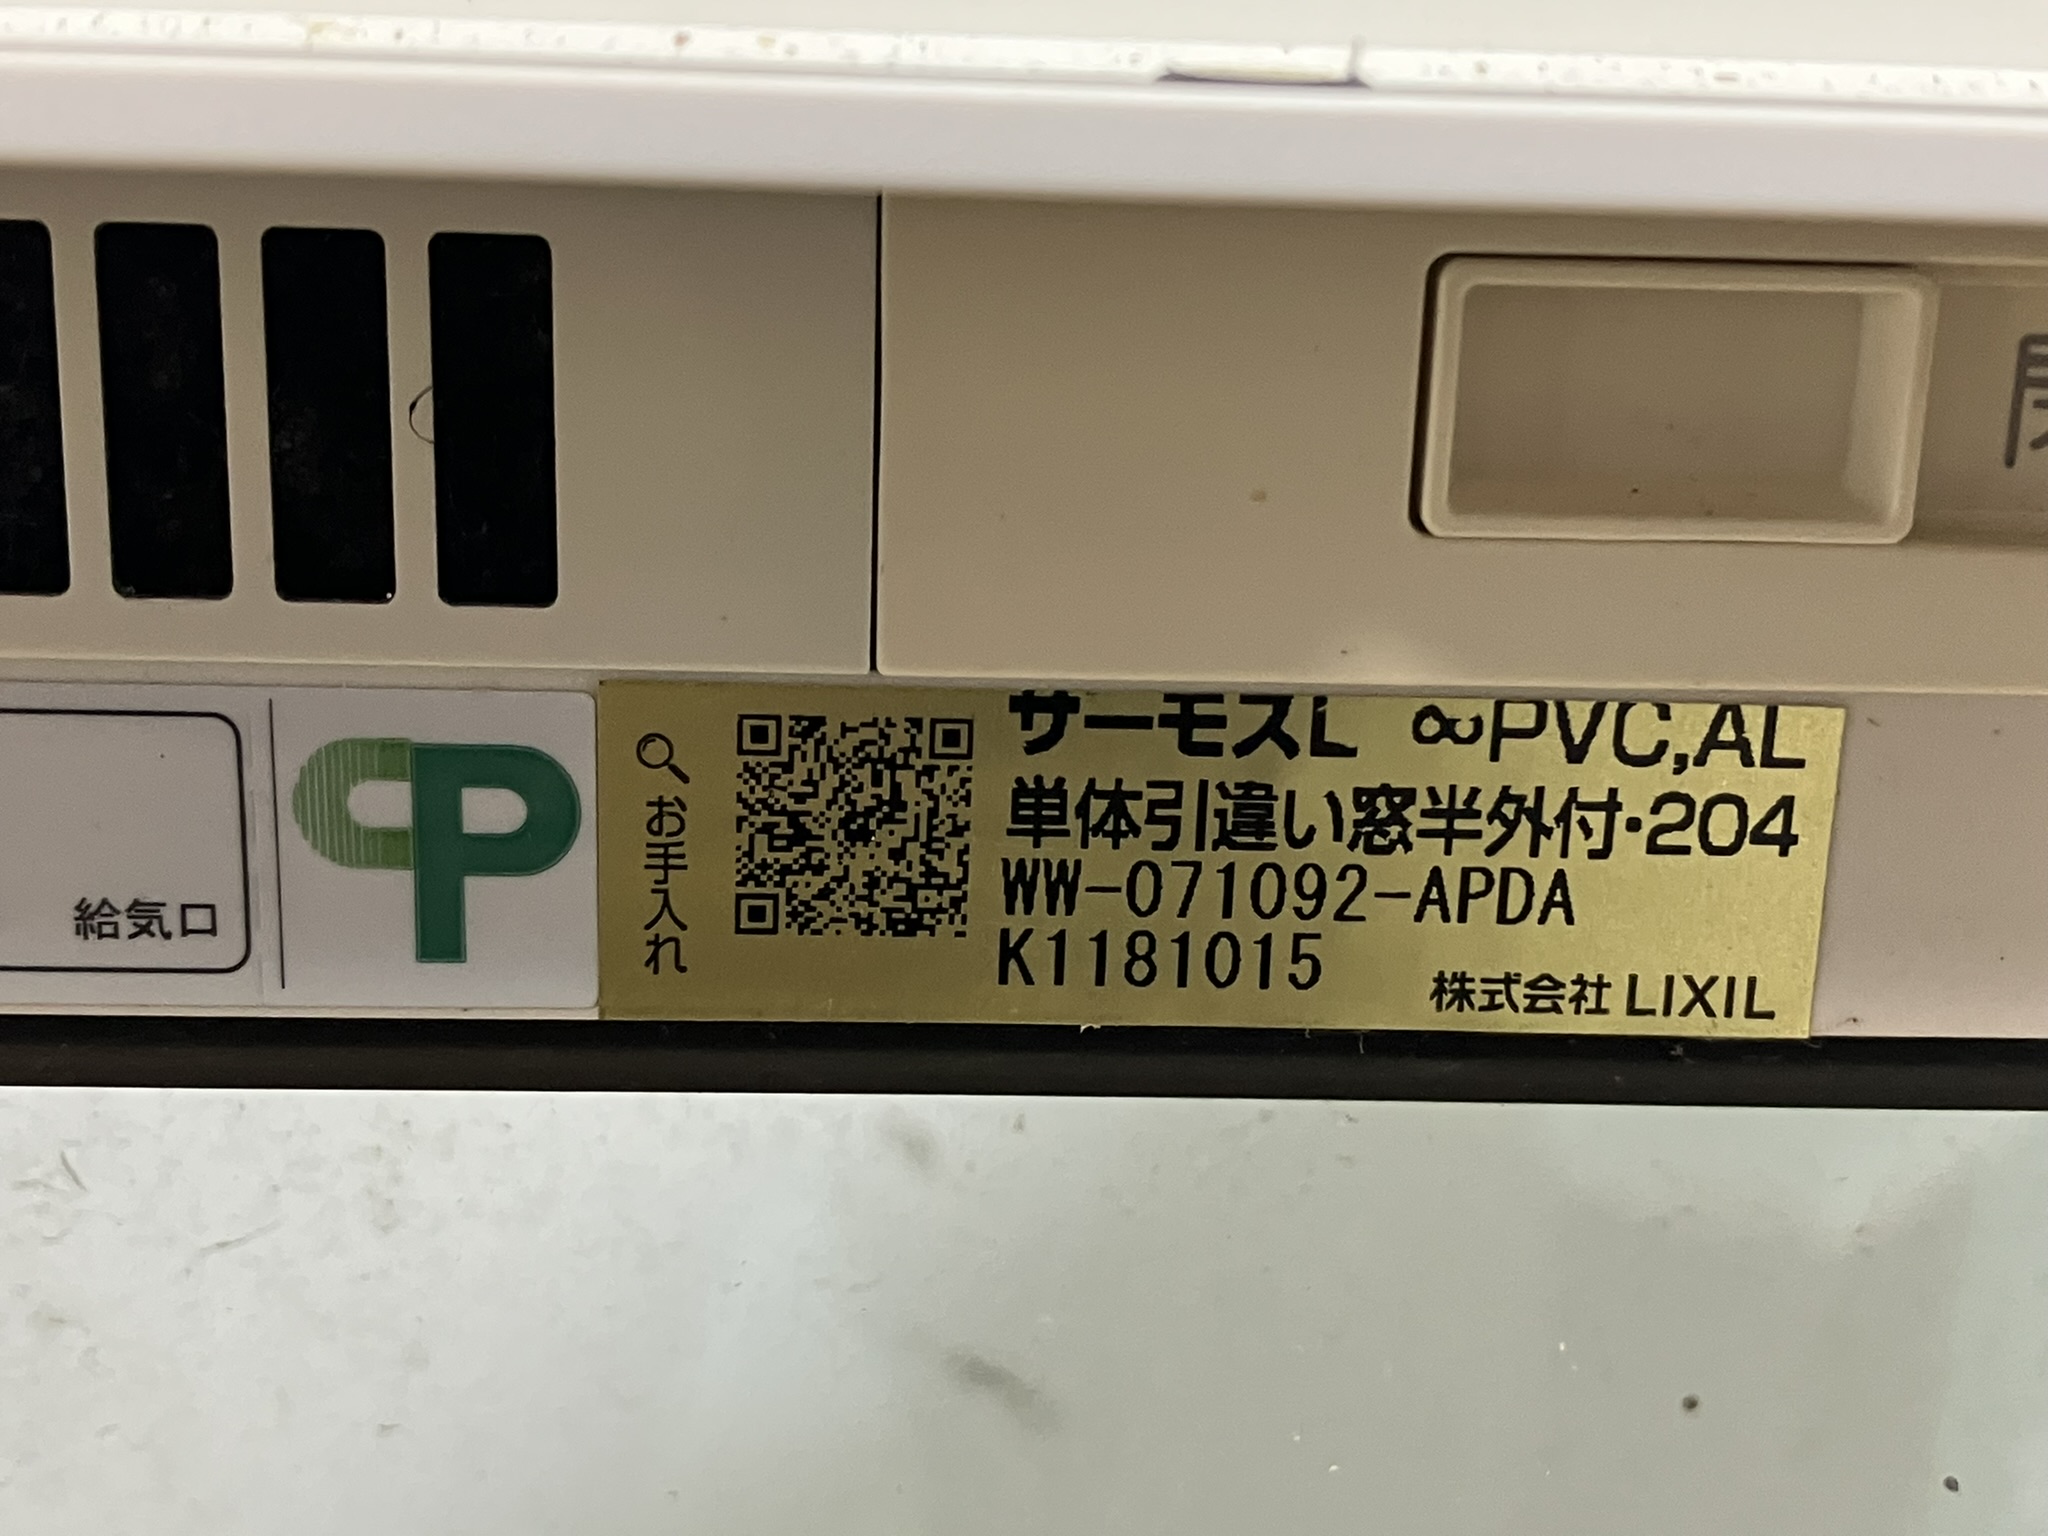 給気口
CP
お手入れ
サーモスL ∞PVC,AL
単体引違い窓半外付・204
WW-071092-APDA
K1181015
株式会社 LIXIL